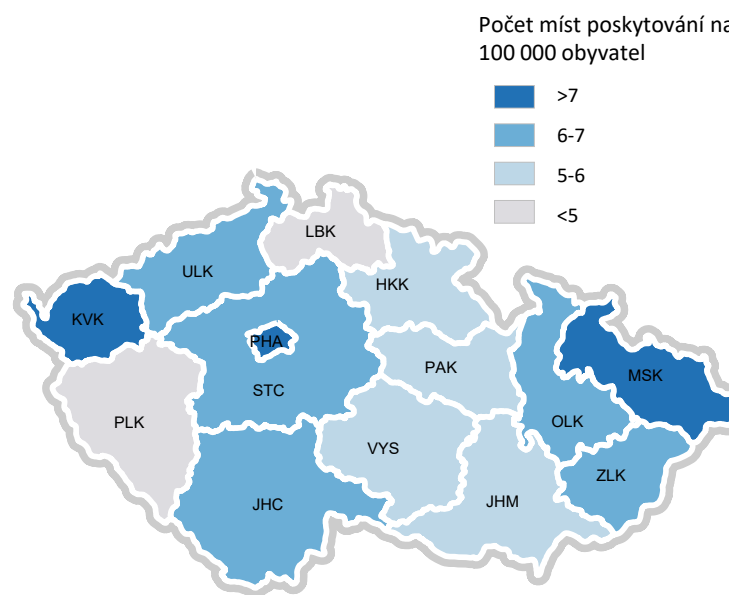 Počet míst poskytování na
100 000 obyvatel
>7
6-7
5-6
<5
LBK
ULK
HKK
KVK
PHA
PAK
MSK
STC
PLK
OLK
VYS
ZLK
JHC
JHM